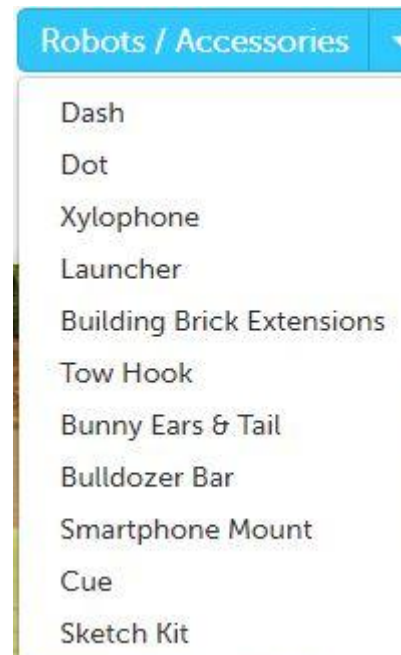 Robots / Accessories
Dash
Dot
Xylophone
Launcher
Building Brick Extensions
Tow Hook
Bunny Ears & Tail
Bulldozer Bar
Smartphone Mount
Cue
Sketch Kit